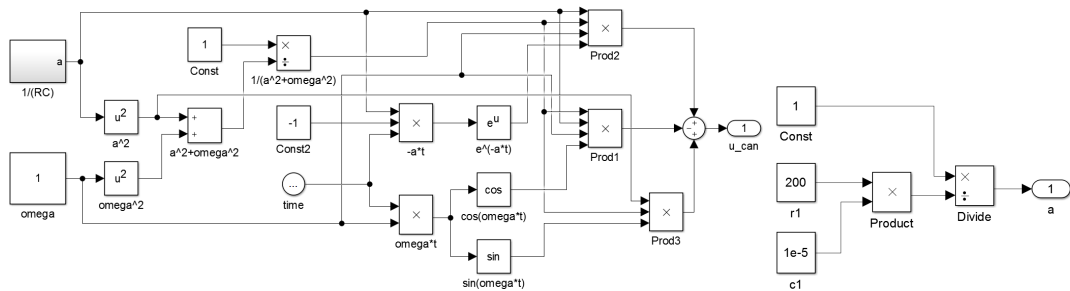 a
1/(RC)
1
Const
×
÷
1/(a^2+omega^2)
u²
a^2
+
+
a^2+omega^2
1
omega
u²
omega^2
-1
Const2
×
-a*t
eᵘ
e^(-a*t)
...
time
×
omega*t
cos
cos(omega*t)
sin
sin(omega*t)
×
Prod2
×
Prod1
×
Prod3
+
−
+
1
u_can
1
Const
200
r1
1e-5
c1
×
Product
×
÷
Divide
1
a